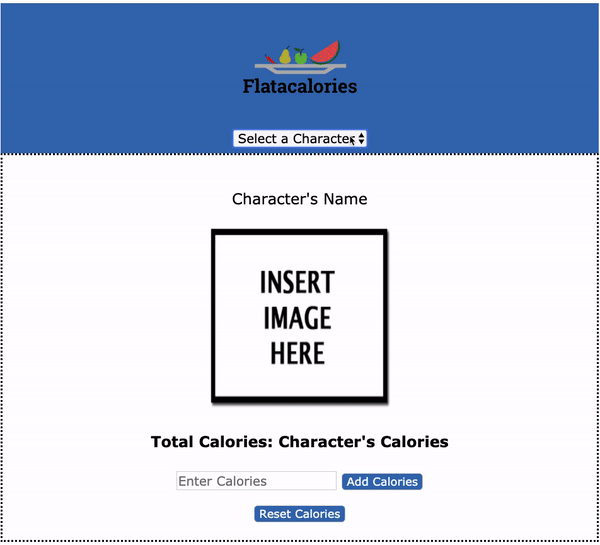 Flatacalories
Select a Character
Character's Name
INSERT
IMAGE
HERE
Total Calories: Character's Calories
Enter Calories Add Calories
Reset Calories